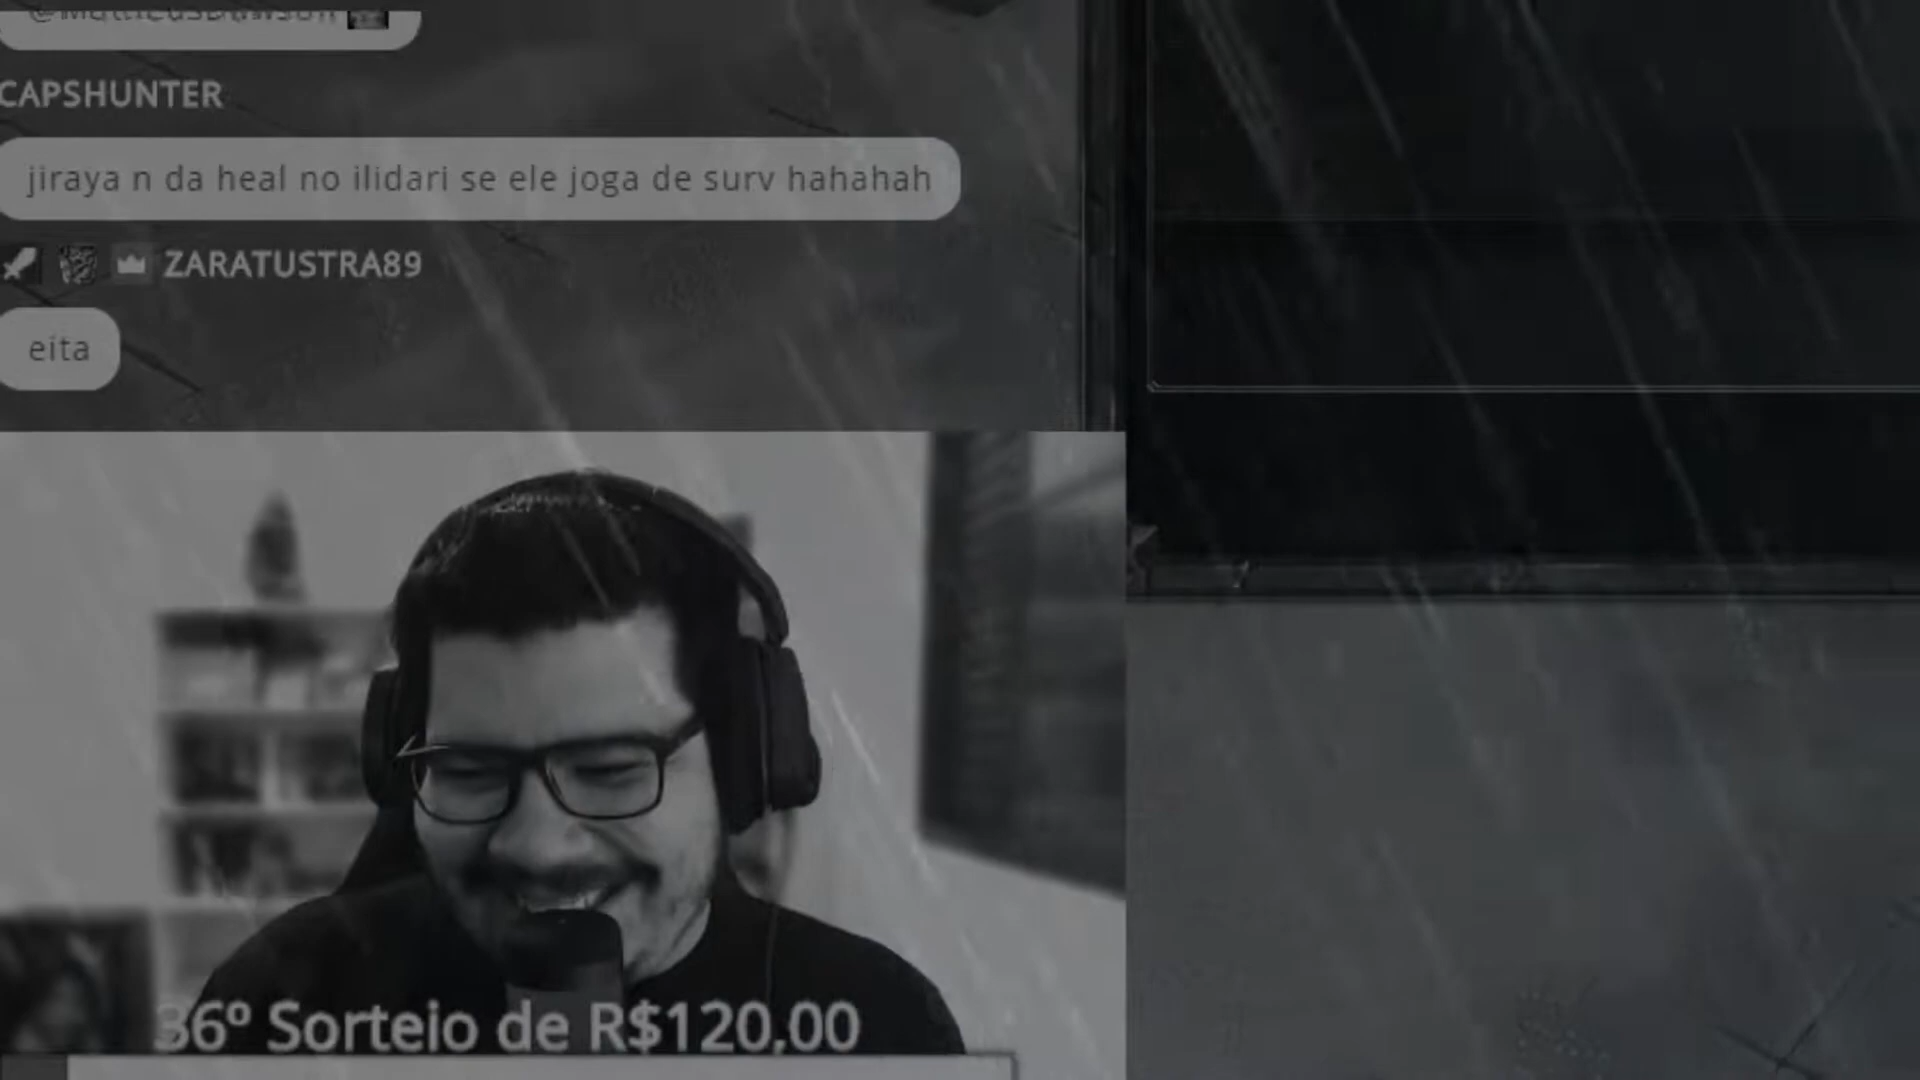 CAPSHUNTER
jiraya n da heal no ilidari se ele joga de surv hahahah
ZARATUSTRA89
eita
36º Sorteio de R$120,00